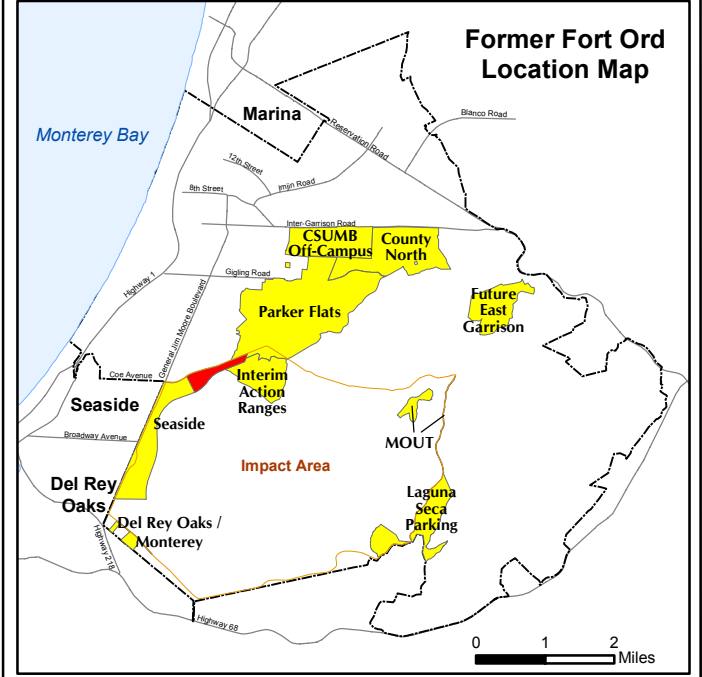 Former Fort Ord
Location Map
Marina
Blanco Road
Reservation Road
Monterey Bay
12th Street
Imjin Road
8th Street
Inter-Garrison Road
CSUMB
Off-Campus
County
North
Gigling Road
Highway 1
General Jim Moore Boulevard
Parker Flats
Future
East
Garrison
Coe Avenue
Interim
Action
Ranges
Seaside
Seaside
MOUT
Broadway Avenue
Impact Area
Del Rey
Oaks
Laguna
Seca
Parking
Del Rey Oaks /
Monterey
Highway 218
Highway 68
0 1 2
Miles